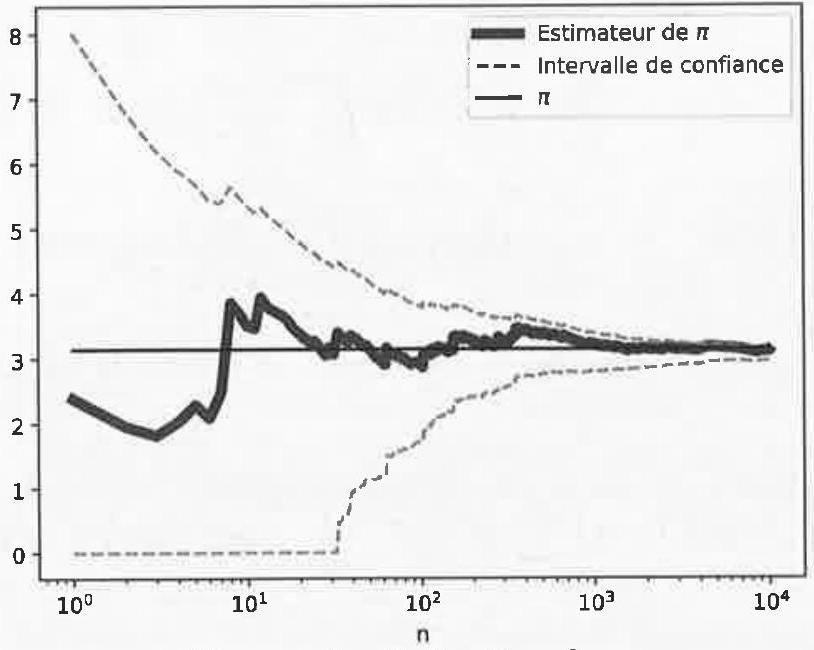 Estimateur de π
Intervalle de confiance
π
8
7
6
5
4
3
2
1
0
10⁰ 10¹ 10² 10³ 10⁴
n